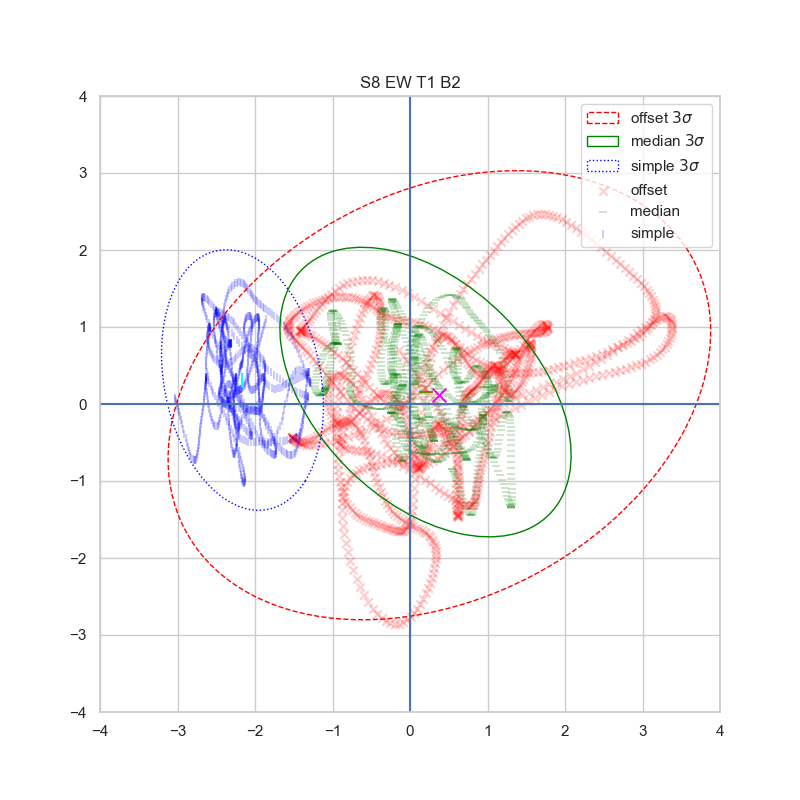 S8 EW T1 B2
offset 3σ
median 3σ
simple 3σ
offset
median
simple
4
3
2
1
0
−1
−2
−3
−4
−4 −3 −2 −1 0 1 2 3 4